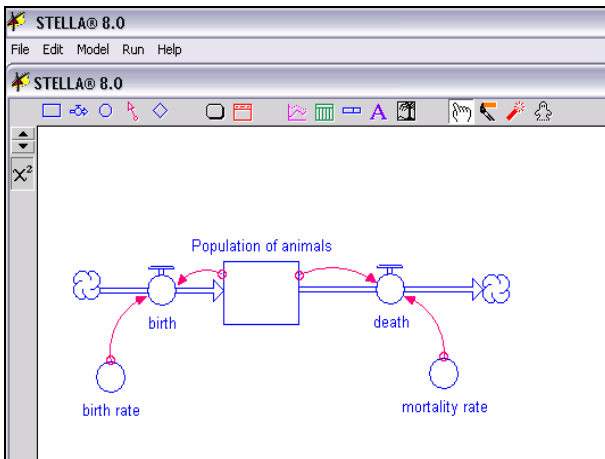 STELLA® 8.0
File Edit Model Run Help
STELLA® 8.0
A
X²
Population of animals
birth
death
birth rate
mortality rate